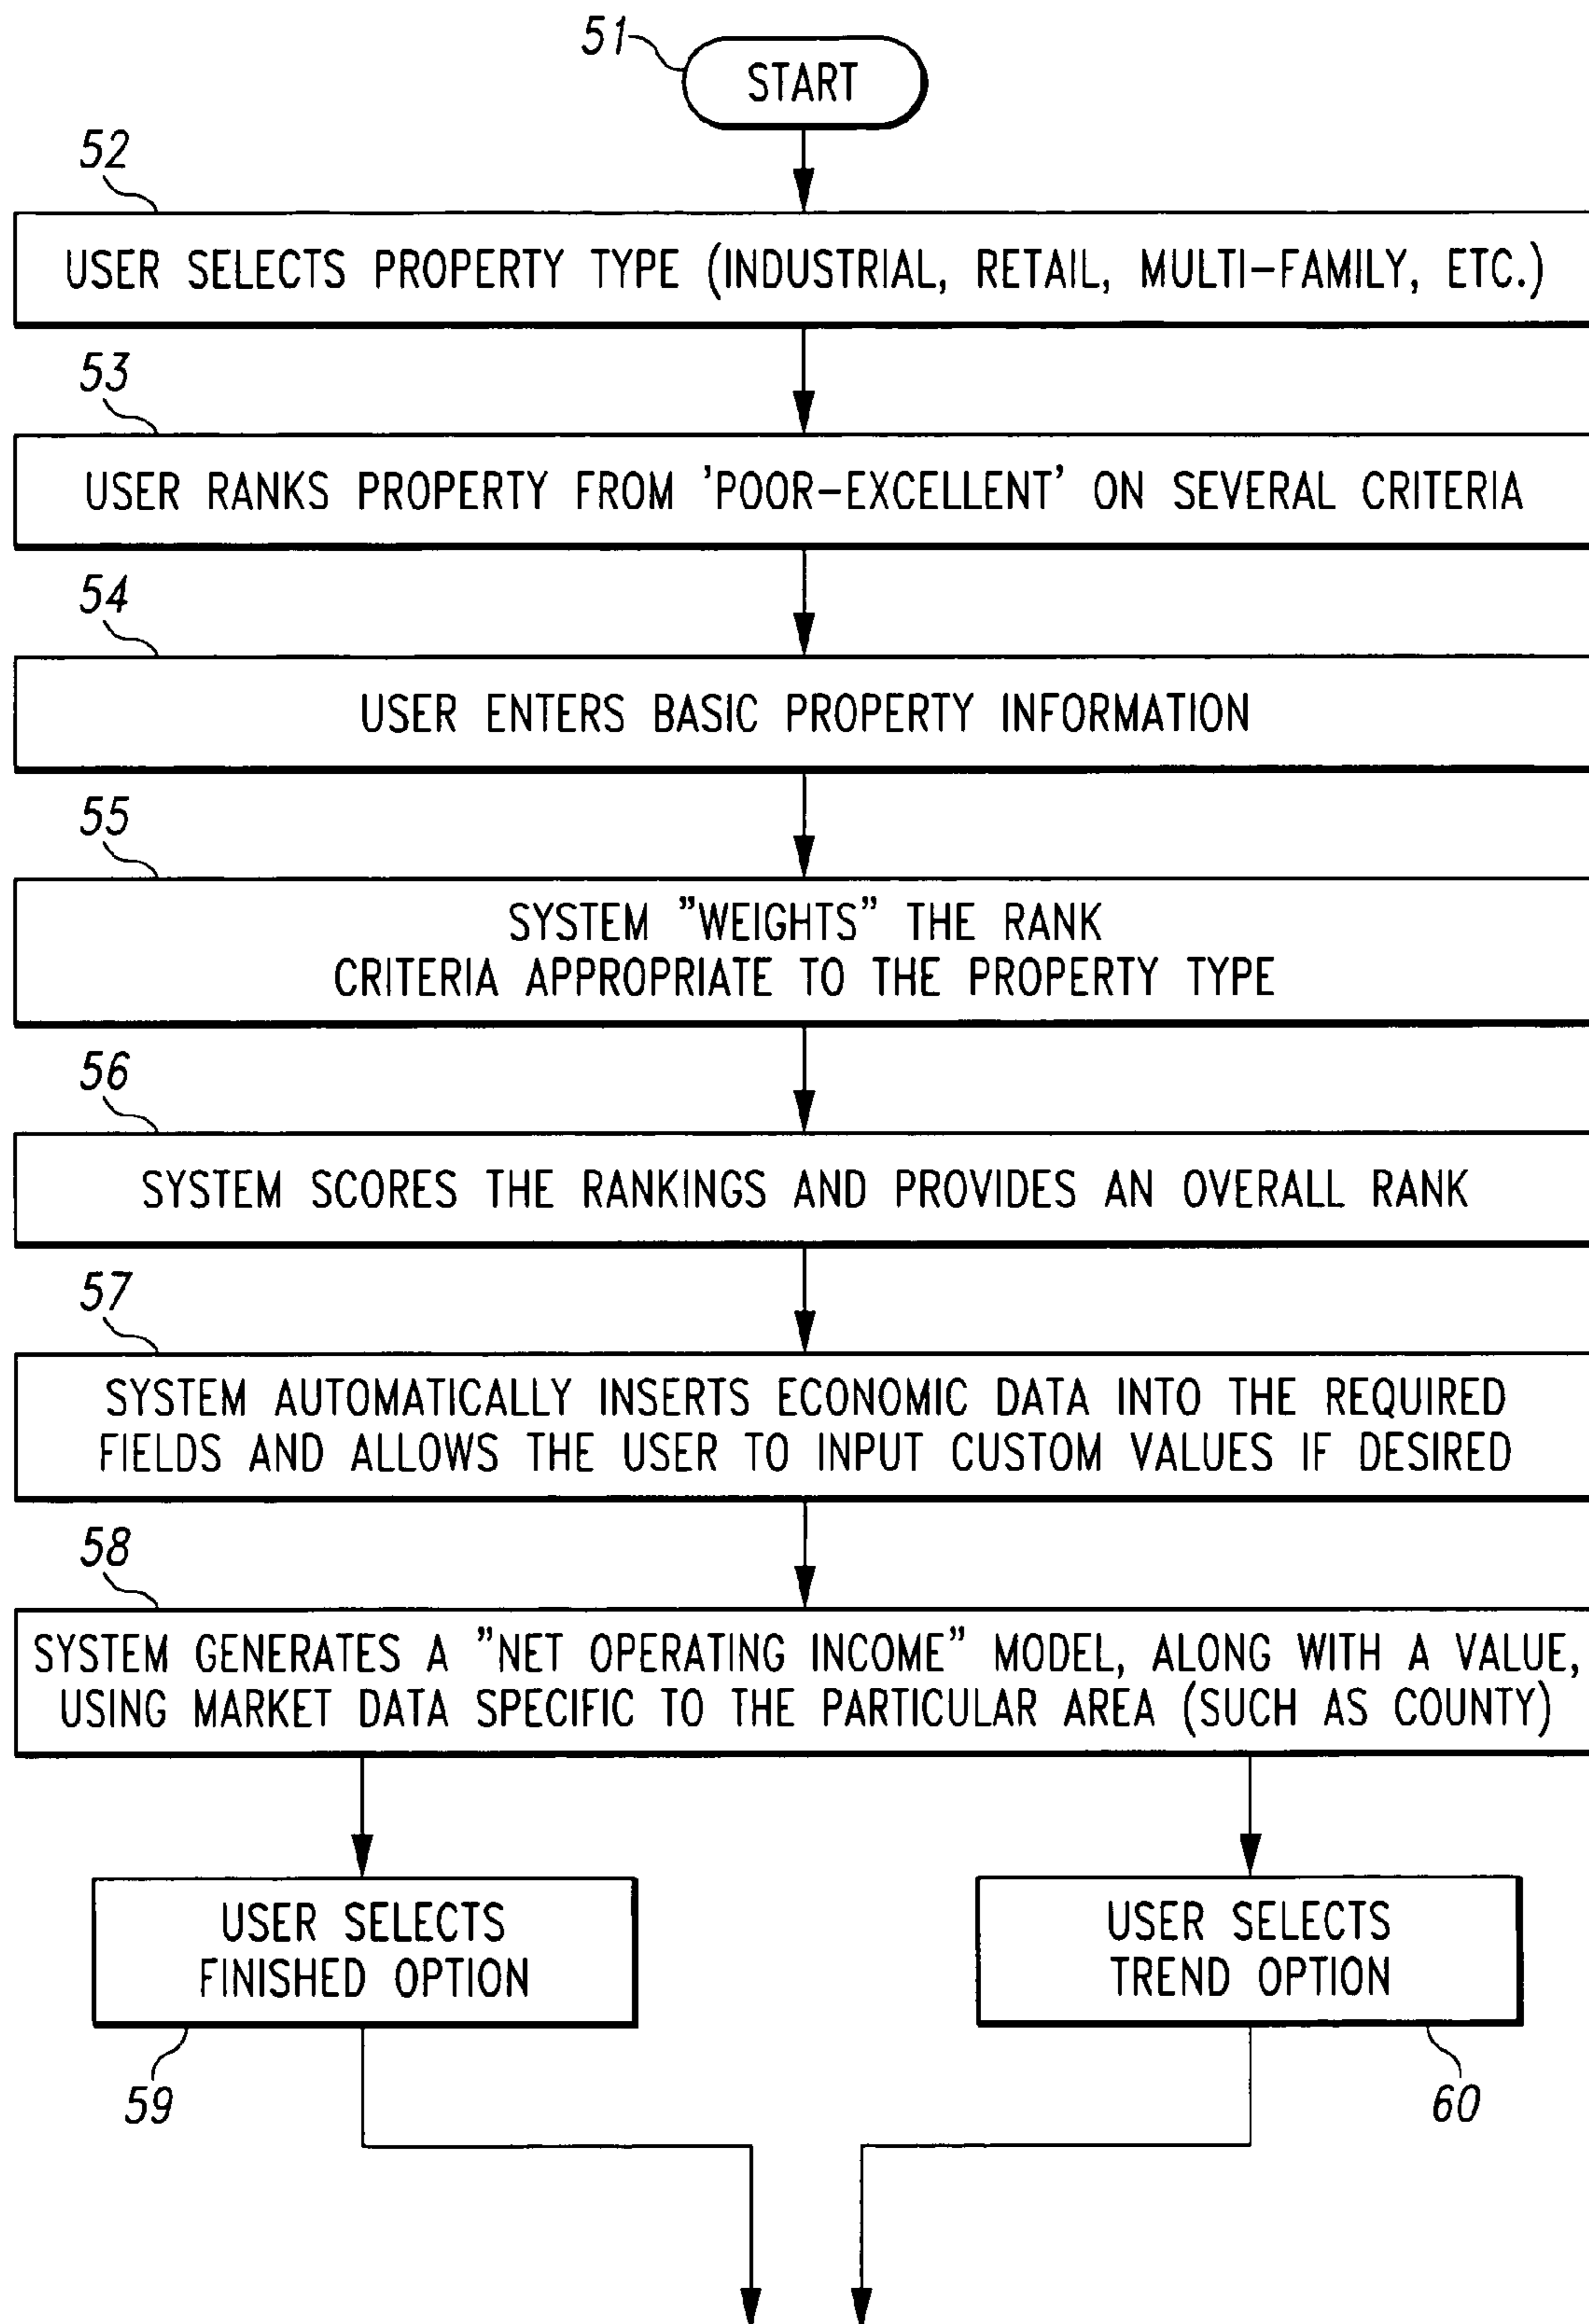 51
START
52
USER SELECTS PROPERTY TYPE (INDUSTRIAL, RETAIL, MULTI-FAMILY, ETC.)
53
USER RANKS PROPERTY FROM 'POOR-EXCELLENT' ON SEVERAL CRITERIA
54
USER ENTERS BASIC PROPERTY INFORMATION
55
SYSTEM "WEIGHTS" THE RANK
CRITERIA APPROPRIATE TO THE PROPERTY TYPE
56
SYSTEM SCORES THE RANKINGS AND PROVIDES AN OVERALL RANK
57
SYSTEM AUTOMATICALLY INSERTS ECONOMIC DATA INTO THE REQUIRED
FIELDS AND ALLOWS THE USER TO INPUT CUSTOM VALUES IF DESIRED
58
SYSTEM GENERATES A "NET OPERATING INCOME" MODEL, ALONG WITH A VALUE,
USING MARKET DATA SPECIFIC TO THE PARTICULAR AREA (SUCH AS COUNTY)
USER SELECTS
FINISHED OPTION
59
USER SELECTS
TREND OPTION
60